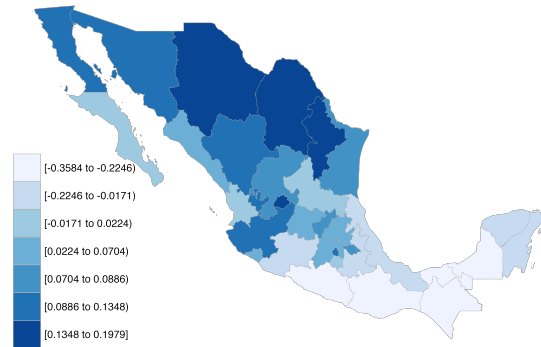 [-0.3584 to -0.2246)
[-0.2246 to -0.0171)
[-0.0171 to 0.0224)
[0.0224 to 0.0704)
[0.0704 to 0.0886)
[0.0886 to 0.1348)
[0.1348 to 0.1979]